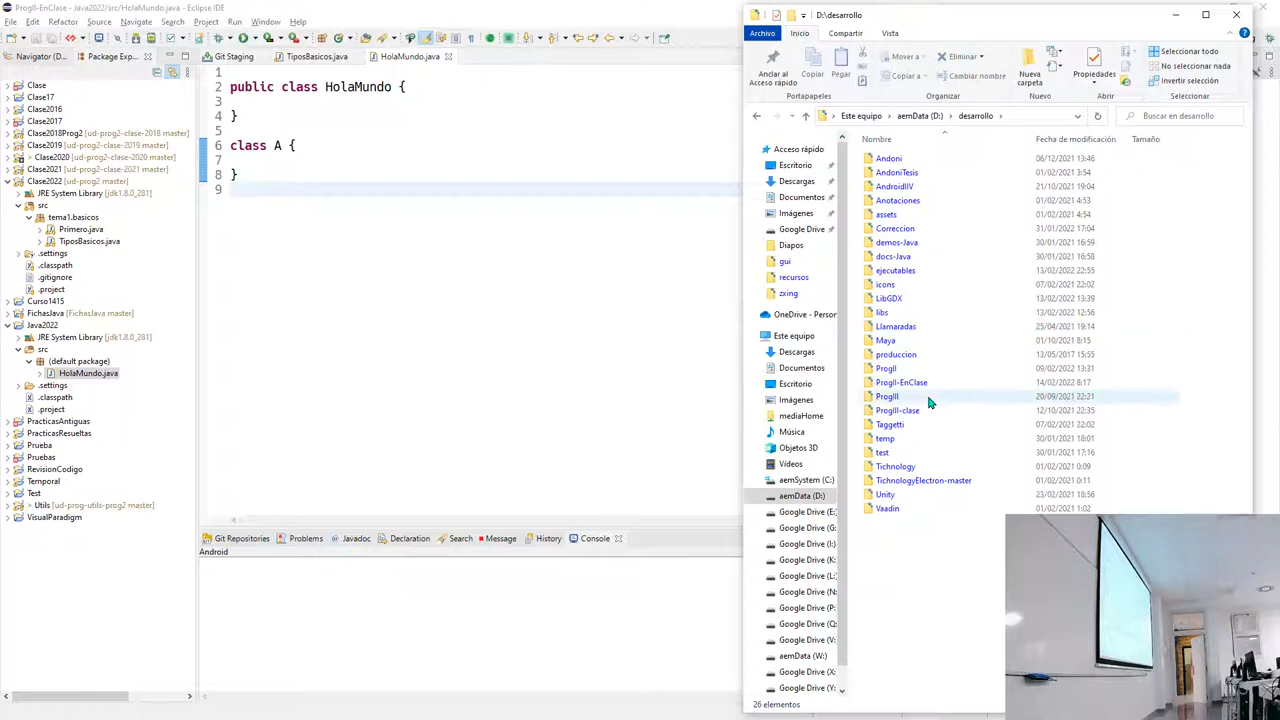 ProgII-EnClase - Java2022/src/HolaMundo.java - Eclipse IDE
File Edit Source Refactor Navigate Search Project Run Window Help
Navigator (D...
Package Exp...
Git Staging
TiposBasicos.java
HolaMundo.java
Clase
Clase17
Clase2016
Clase2017
Clase2018Prog2 [ud-prog2-clase-2018 master]
Clase2019 [ud-prog2-clase-2019 master]
> Clase2020 [ud-prog2-clase-2020 master]
Clase2021 [ud-prog2-clase-2021 master]
Clase2022 [ud-prog2 master]
JRE System Library [jdk1.8.0_281]
src
tema1.basicos
Primero.java
TiposBasicos.java
.settings
.classpath
.gitignore
.project
Curso1415
FichasJava [FichasJava master]
Java2022
JRE System Library [jdk1.8.0_281]
src
(default package)
HolaMundo.java
.settings
.classpath
.project
PracticasAntiguas
PracticasResueltas
Prueba
Pruebas
RevisionCodigo
Temporal
Test
> Utils [ud-prog-utils-prog2 master]
VisualParadigm
1
2 public class HolaMundo {
3
4 }
5
6 class A {
7
8 }
9
Git Repositories
Problems
Javadoc
Declaration
Search
Message
History
Console
Android
D:\desarrollo
Archivo Inicio Compartir Vista
Anclar al Acceso rápido
Copiar
Pegar
Mover a
Copiar a
Eliminar
Cambiar nombre
Nueva carpeta
Propiedades
Seleccionar todo
No seleccionar nada
Invertir selección
Portapapeles
Organizar
Nuevo
Abrir
Seleccionar
Este equipo > aemData (D:) > desarrollo
Buscar en desarrollo
Acceso rápido
Escritorio
Descargas
Documentos
Imágenes
Google Drive
Diapos
gui
recursos
zxing
OneDrive - Person
Este equipo
Descargas
Documentos
Escritorio
Imágenes
mediaHome
Música
Objetos 3D
Vídeos
aemSystem (C:)
aemData (D:)
Google Drive (E:
Google Drive (G:
Google Drive (I:)
Google Drive (K:
Google Drive (L:)
Google Drive (N:
Google Drive (P:
Google Drive (Q:
Google Drive (V:
aemData (W:)
Google Drive (X:
Google Drive (Y:
Nombre Fecha de modificación Tamaño
Andoni 06/12/2021 13:46
AndoniTesis 01/02/2021 3:54
AndroidIV 21/10/2021 19:04
Anotaciones 01/02/2021 4:53
assets 01/02/2021 4:54
Correccion 31/01/2022 17:04
demos-Java 30/01/2021 16:59
docs-Java 30/01/2021 16:58
ejecutables 13/02/2022 22:55
icons 07/02/2021 22:02
LibGDX 13/02/2022 13:39
libs 13/02/2022 12:56
Llamaradas 25/04/2021 19:14
Maya 01/10/2021 8:15
produccion 13/05/2017 15:55
ProgII 09/02/2022 13:31
ProgII-EnClase 14/02/2022 8:17
ProgIII 20/09/2021 22:21
ProgIII-clase 12/10/2021 22:35
Taggetti 07/02/2021 22:02
temp 30/01/2021 18:01
test 30/01/2021 17:16
Tichnology 01/02/2021 0:09
TichnologyElectron-master 01/02/2021 0:11
Unity 23/02/2021 18:56
Vaadin 01/02/2021 1:02
26 elementos